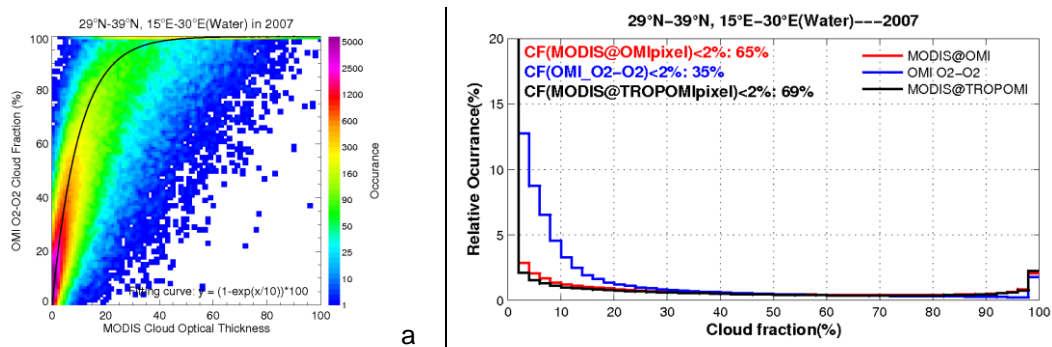 29°N-39°N, 15°E-30°E(Water) in 2007
100
80
60
40
20
0
OMI O2-O2 Cloud Fraction (%)
0 20 40 60 80 100
MODIS Cloud Optical Thickness
Fitting curve: y = (1-exp(x/10))*100
5000
2500
1200
600
300
160
90
50
25
10
5
1
Occurance
a
29°N-39°N, 15°E-30°E(Water)----2007
CF(MODIS@OMIpixel)<2%: 65%
CF(OMI_O2-O2)<2%: 35%
CF(MODIS@TROPOMIpixel)<2%: 69%
MODIS@OMI
OMI O2-O2
MODIS@TROPOMI
20
15
10
5
0
Relative Ocurrance(%)
0 10 20 30 40 50 60 70 80 90 100
Cloud fraction(%)